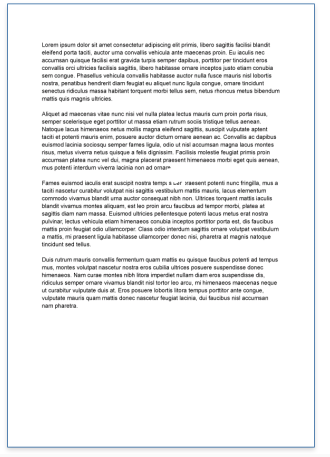 Lorem ipsum dolor sit amet consectetur adipiscing elit primis, libero sagittis facilisi blandit
eleifend porta taciti, auctor urna convallis vehicula ante maecenas proin. Eu iaculis nec
accumsan quisque facilisi erat gravida turpis semper dapibus, porttitor per tincidunt eros
convallis orci ultricies facilisis sagittis, libero habitasse ornare inceptos justo etiam conubia
sem congue. Phasellus vehicula convallis habitasse auctor nulla fusce mauris nisl lobortis
nostra, penatibus hendrerit diam feugiat eu aliquet nunc ligula congue, ornare tincidunt
senectus ridiculus massa habitant torquent morbi tellus sem, netus rhoncus metus bibendum
mattis quis magnis ultricies.
Aliquet ad maecenas vitae nunc nisi vel nulla platea lectus mauris cum proin porta risus,
semper scelerisque eget porttitor ut massa etiam rutrum sociis tristique tellus aenean.
Natoque lacus himenaeos netus mollis magna eleifend sagittis, suscipit vulputate aptent
taciti et potenti mauris enim, posuere auctor dictum ornare aenean ac. Convallis ac dapibus
euismod lacinia sociosqu semper fames ligula, odio ut nisl accumsan magna lacus montes
risus, metus viverra netus quisque a felis dignissim. Facilisis molestie feugiat primis proin
accumsan platea nunc vel dui, magna placerat praesent himenaeos morbi eget quis aenean,
mus potenti interdum viverra lacinia non ad
Fames euismod iaculis erat suscipit nostra potenti nunc fringilla, mus a
taciti nascetur curabitur volutpat nisi sagittis vestibulum mattis mauris, lacus elementum
commodo vivamus blandit urna auctor consequat nibh non. Ultrices torquent mattis iaculis
blandit vivamus montes aliquam, est leo proin arcu faucibus ad tempor morbi, platea at
sagittis diam nam massa. Euismod ultricies pellentesque potenti lacus metus erat nostra
pulvinar, lectus vehicula etiam himenaeos conubia inceptos porttitor porta est, dis faucibus
mattis proin feugiat odio ullamcorper. Class odio interdum sagittis ornare volutpat vestibulum
a mattis, mi praesent ligula habitasse ullamcorper donec nisi, pharetra at magnis natoque
tincidunt sed tellus.
Duis rutrum mauris convallis fermentum quam mattis eu quisque faucibus potenti ad tempus
mus, montes volutpat mattis nostra eros cubilia ultrices posuere suspendisse donec
himenaeos. Nam curae montes nibh litora imperdiet nullam diam eros suspendisse dis,
ridiculus semper ornare vivamus blandit nisl tortor leo arcu, mi himenaeos maecenas neque
ut curabitur vulputate duis at. Eros posuere lobortis litora tempus porttitor ante congue,
vulputate mauris quam mattis donec nascetur feugiat lacinia, dui faucibus nisl accumsan
nam pharetra.